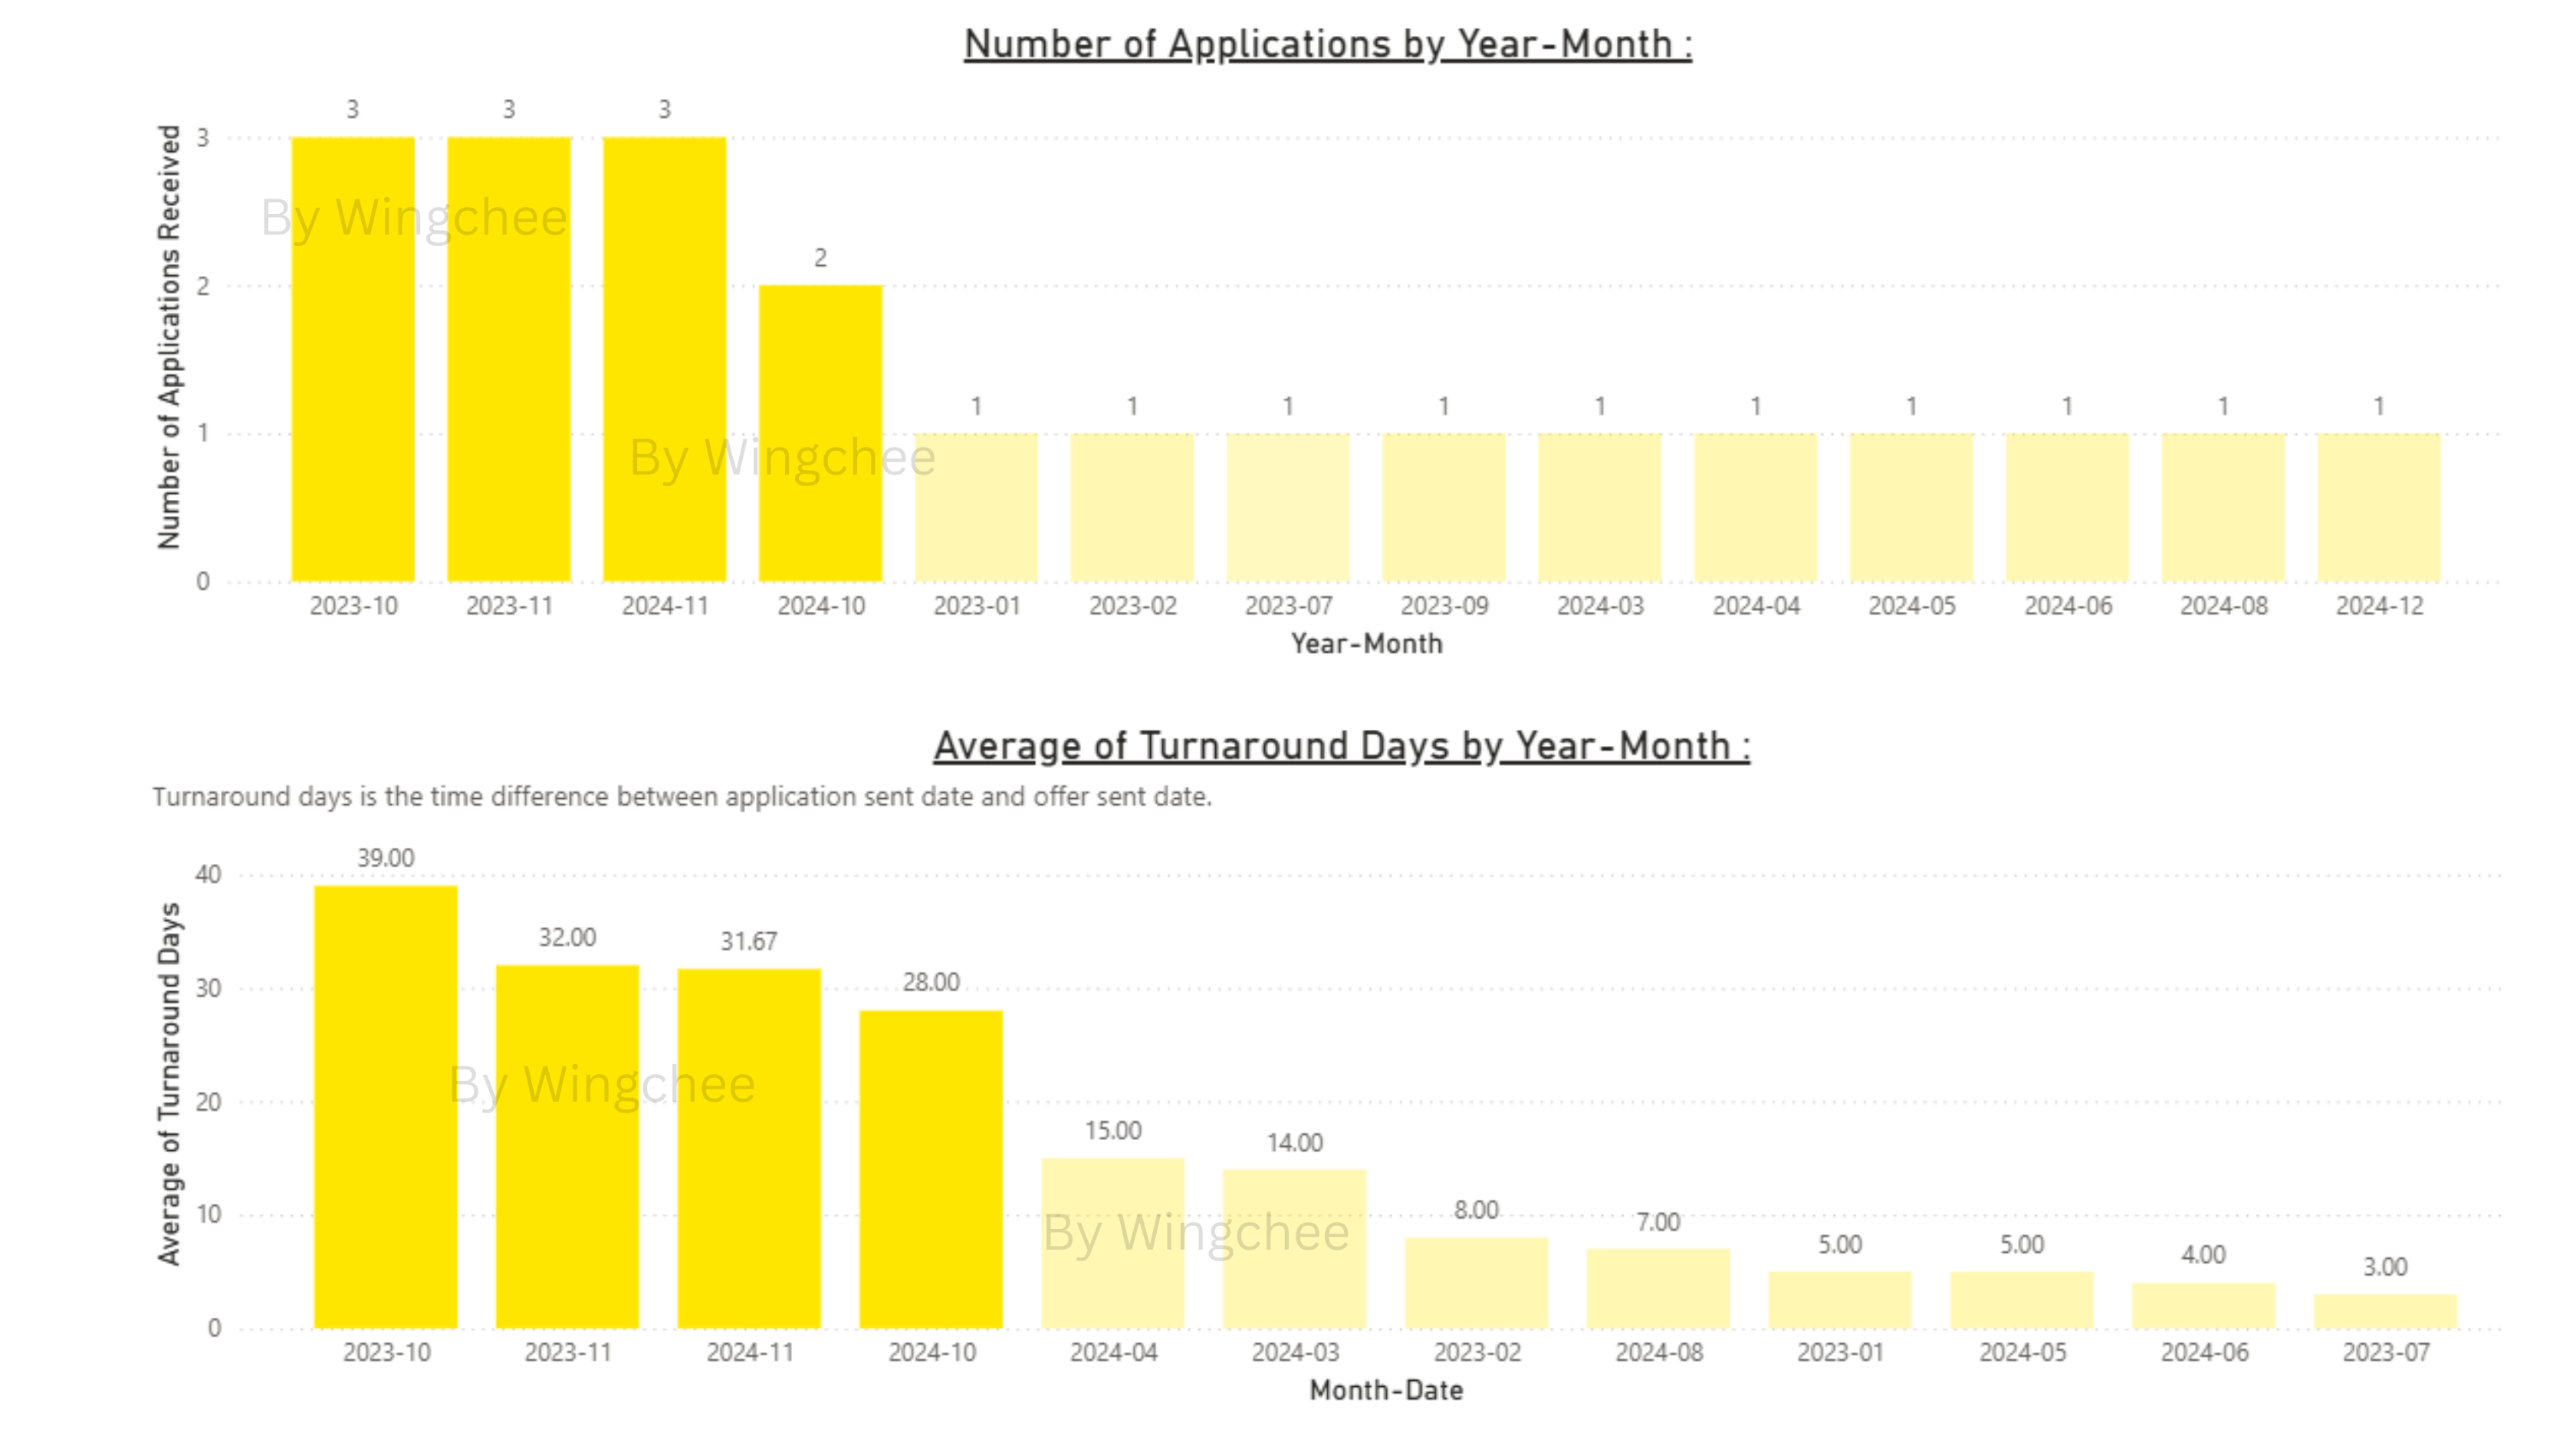 Number of Applications by Year-Month :
Number of Applications Received
3 3 3 2 1 1 1 1 1 1 1 1 1 1
3
2
1
0
By Wingchee
By Wingchee
2023-10 2023-11 2024-11 2024-10 2023-01 2023-02 2023-07 2023-09 2024-03 2024-04 2024-05 2024-06 2024-08 2024-12
Year-Month
Average of Turnaround Days by Year-Month :
Turnaround days is the time difference between application sent date and offer sent date.
Average of Turnaround Days
39.00 32.00 31.67 28.00 15.00 14.00 8.00 7.00 5.00 5.00 4.00 3.00
40
30
20
10
0
By Wingchee
By Wingchee
2023-10 2023-11 2024-11 2024-10 2024-04 2024-03 2023-02 2024-08 2023-01 2024-05 2024-06 2023-07
Month-Date